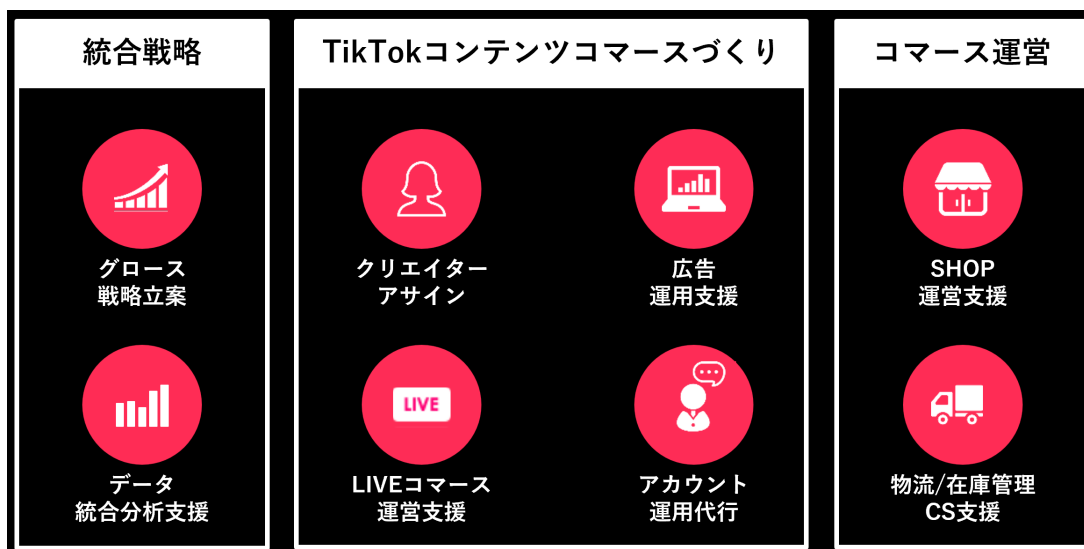 統合戦略
グロース
戦略立案
データ
統合分析支援
TikTokコンテンツコマースづくり
クリエイター
アサイン
広告
運用支援
LIVE
LIVEコマース
運営支援
アカウント
運用代行
コマース運営
SHOP
運営支援
物流/在庫管理
CS支援